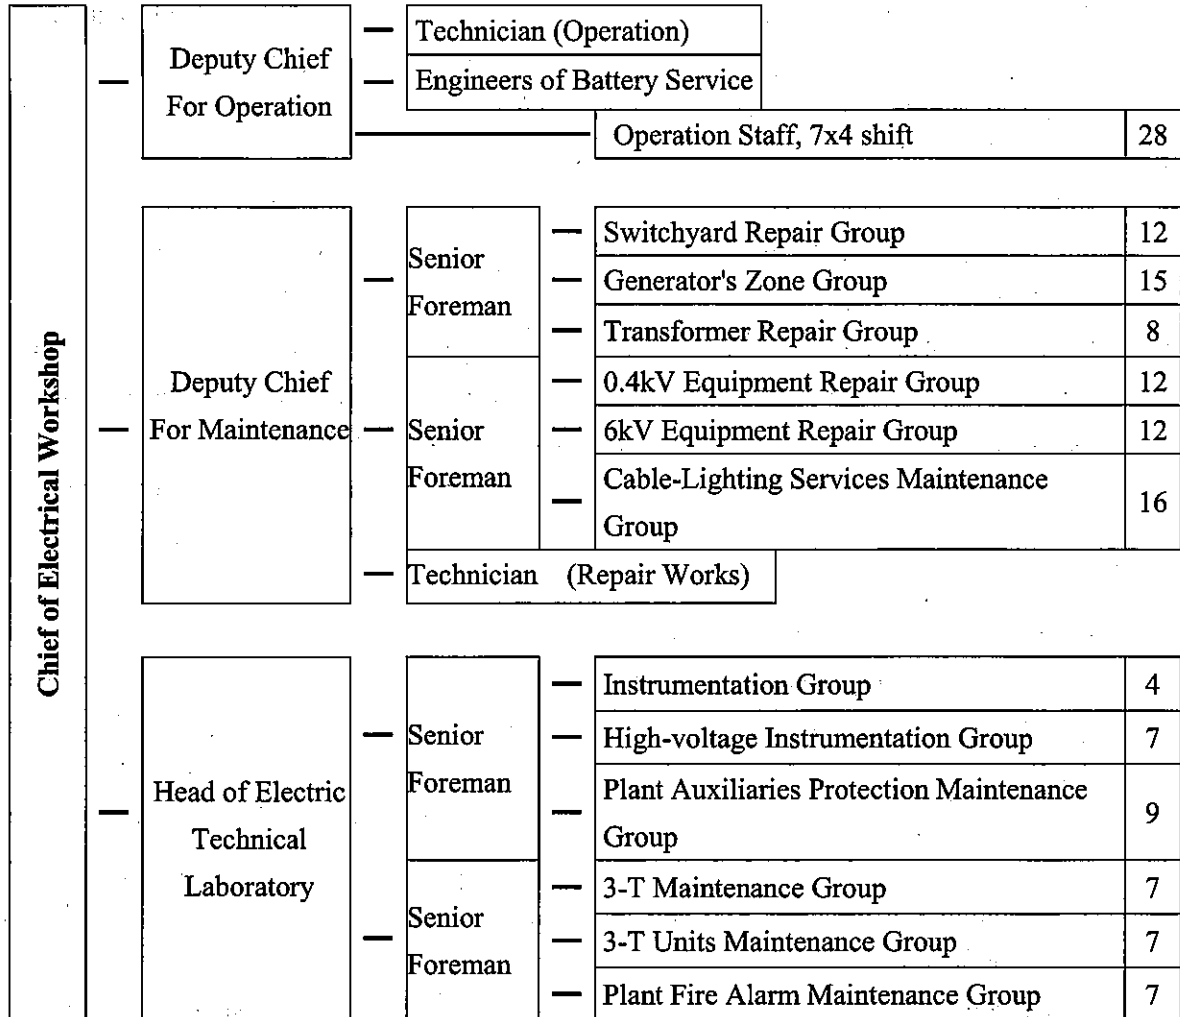 Chief of Electrical Workshop
Deputy Chief
For Operation
Technician (Operation)
Engineers of Battery Service
Operation Staff, 7x4 shift 28
Deputy Chief
For Maintenance
Senior
Foreman
Switchyard Repair Group 12
Generator's Zone Group 15
Transformer Repair Group 8
Senior
Foreman
0.4kV Equipment Repair Group 12
6kV Equipment Repair Group 12
Cable-Lighting Services Maintenance
Group 16
Technician (Repair Works)
Head of Electric
Technical
Laboratory
Senior
Foreman
Instrumentation Group 4
High-voltage Instrumentation Group 7
Plant Auxiliaries Protection Maintenance
Group 9
Senior
Foreman
3-T Maintenance Group 7
3-T Units Maintenance Group 7
Plant Fire Alarm Maintenance Group 7